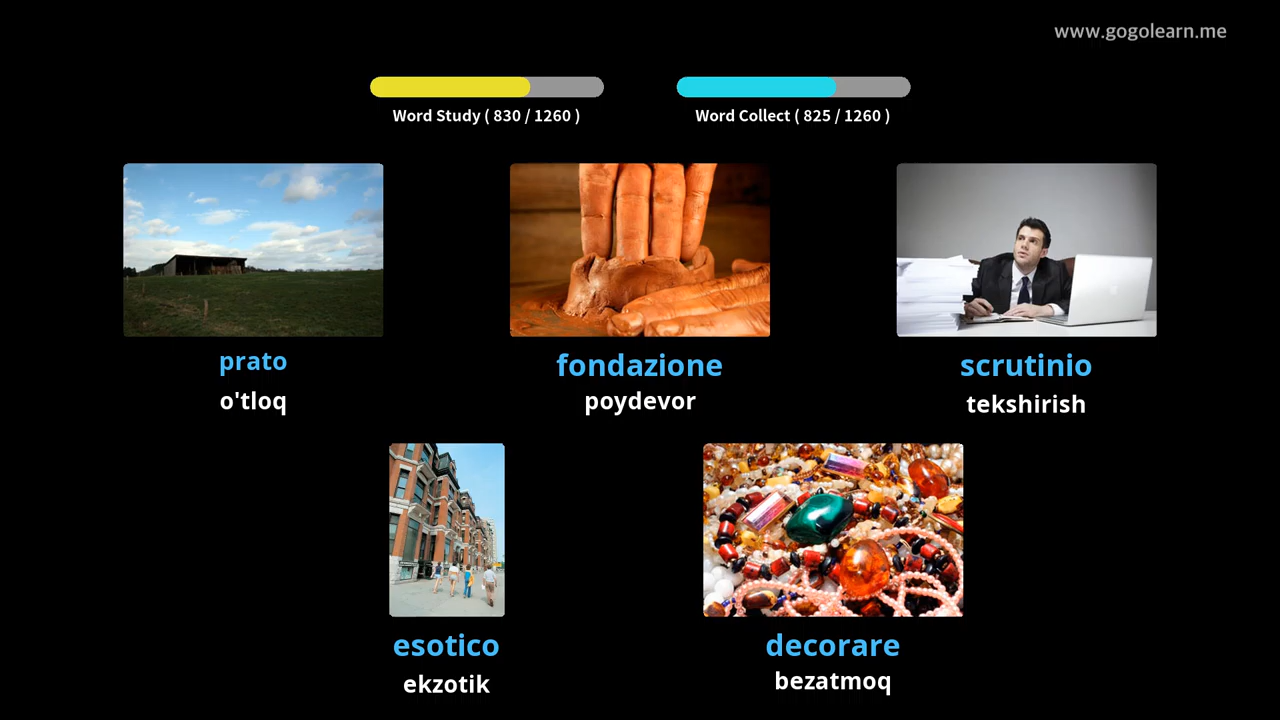 www.gogolearn.me
Word Study ( 830 / 1260 )
Word Collect ( 825 / 1260 )
prato
o'tloq
fondazione
poydevor
scrutinio
tekshirish
esotico
ekzotik
decorare
bezatmoq